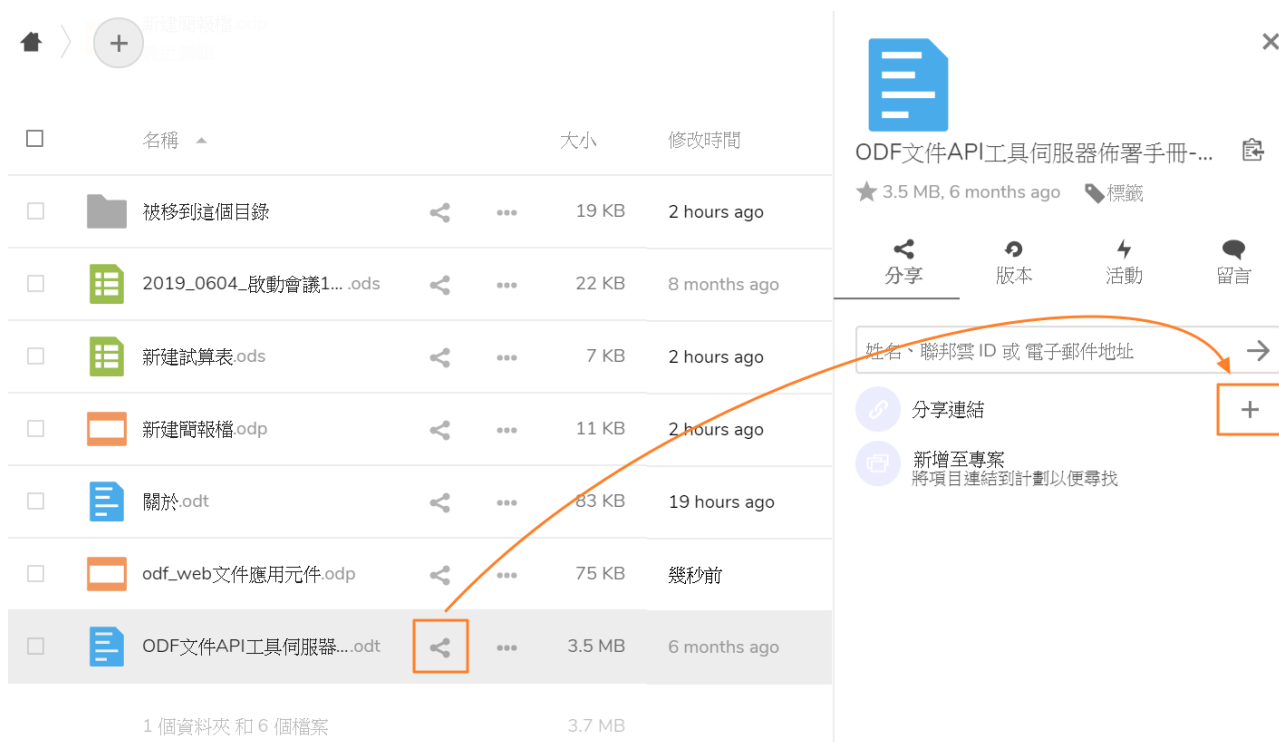 新建簡報檔.odp
名稱 大小 修改時間
被移到這個目錄 19 KB 2 hours ago
2019_0604_啟動會議1... .ods 22 KB 8 months ago
新建試算表.ods 7 KB 2 hours ago
新建簡報檔.odp 11 KB 2 hours ago
關於.odt 83 KB 19 hours ago
odf_web文件應用元件.odp 75 KB 幾秒前
ODF文件API工具伺服器....odt 3.5 MB 6 months ago
1 個資料夾 和 6 個檔案 3.7 MB
ODF文件API工具伺服器佈署手冊-...
3.5 MB, 6 months ago 標籤
分享 版本 活動 留言
姓名、聯邦雲 ID 或 電子郵件地址
分享連結
新增至專案
將項目連結到計劃以便尋找